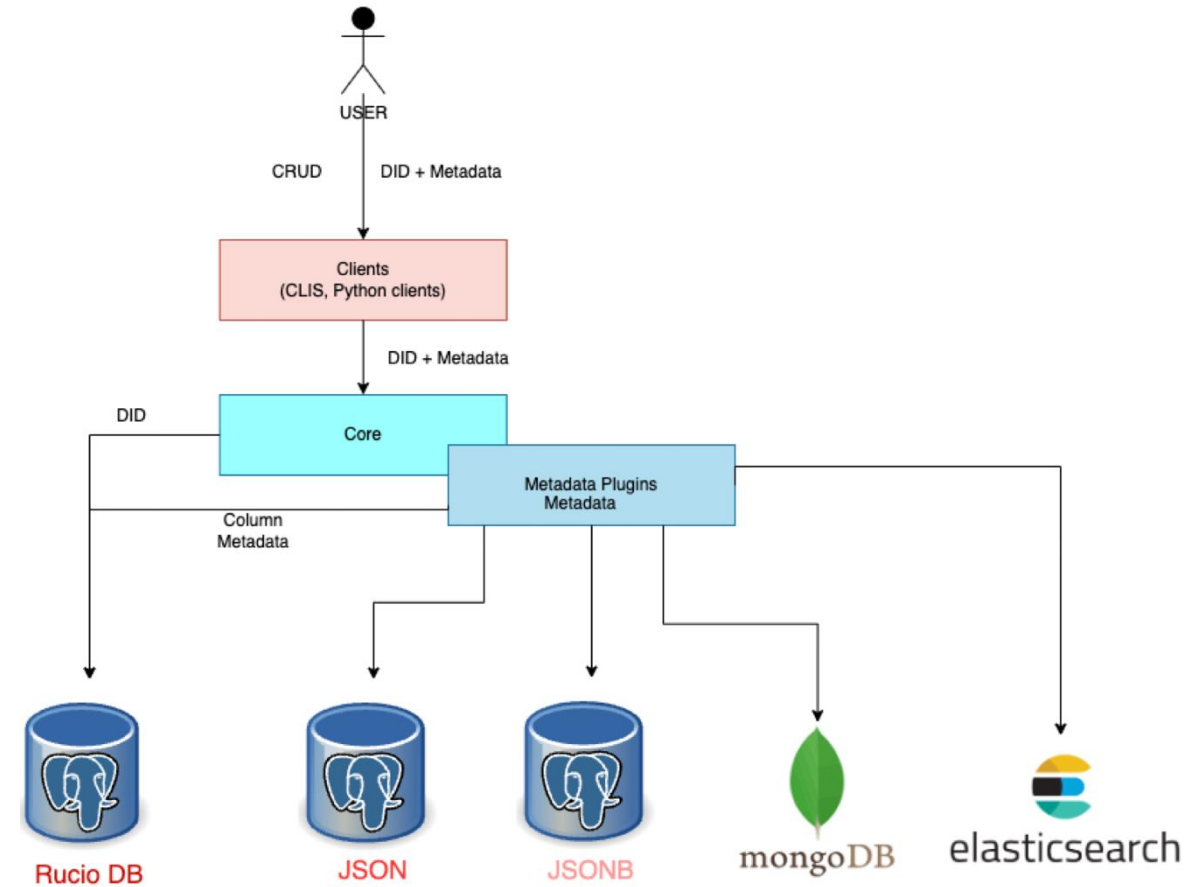 USER
CRUD
DID + Metadata
Clients
(CLIS, Python clients)
DID + Metadata
DID
Core
Metadata Plugins
Metadata
Column
Metadata
Rucio DB
JSON
JSONB
mongoDB
elasticsearch